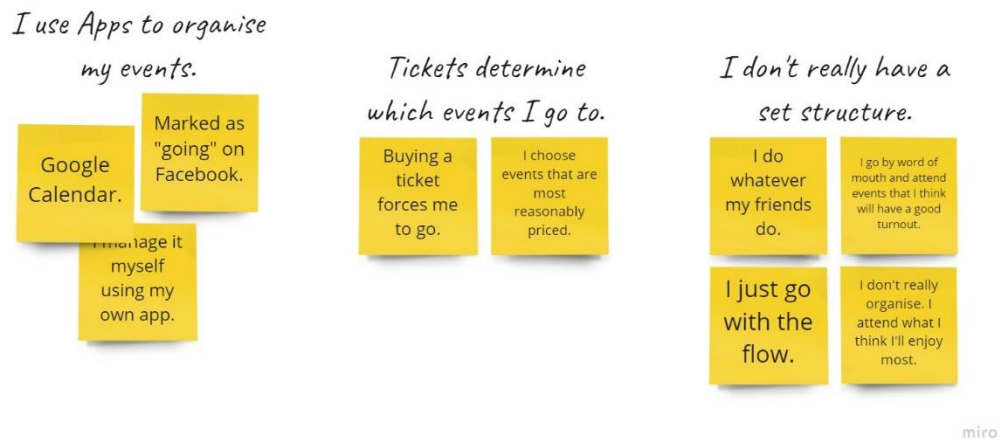 I use Apps to organise
my events.
Google
Calendar.
Marked as
"going" on
Facebook.
I manage it
myself
using my
own app.
Tickets determine
which events I go to.
Buying a
ticket
forces me
to go.
I choose
events that are
most
reasonably
priced.
I don't really have a
set structure.
I do
whatever
my friends
do.
I go by word of
mouth and attend
events that I think
will have a good
turnout.
I just go
with the
flow.
I don't really
organise. I
attend what I
think I'll enjoy
most.
miro